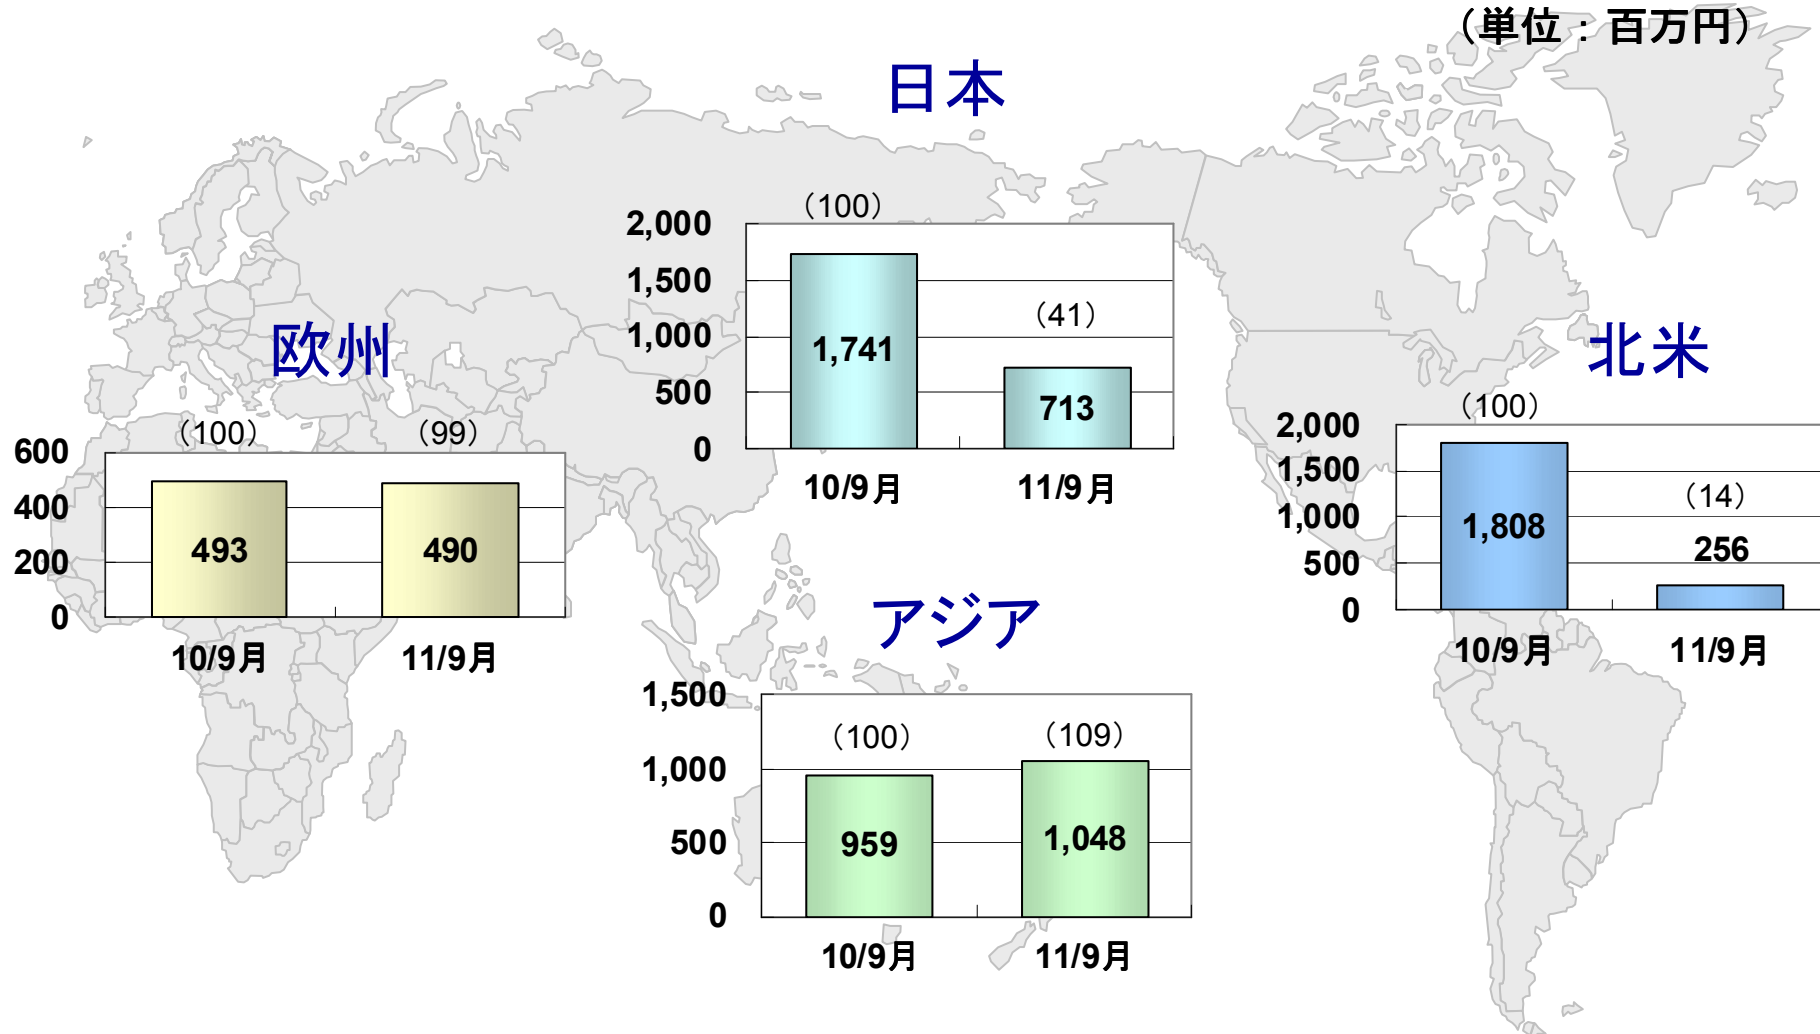 （単位：百万円）
日本
（100）
2,000
1,500
1,000
500
0
（41）
1,741
713
10/9月
11/9月
欧州
（100）
（99）
600
400
200
0
493
490
10/9月
11/9月
北米
（100）
2,000
1,500
1,000
500
0
（14）
1,808
256
10/9月
11/9月
アジア
1,500
1,000
500
0
（100）
（109）
959
1,048
10/9月
11/9月